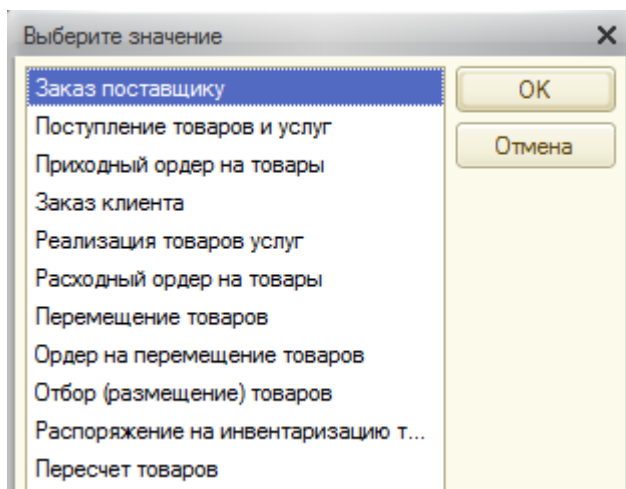 Выберите значение
Заказ поставщику
OK
Поступление товаров и услуг
Отмена
Приходный ордер на товары
Заказ клиента
Реализация товаров услуг
Расходный ордер на товары
Перемещение товаров
Ордер на перемещение товаров
Отбор (размещение) товаров
Распоряжение на инвентаризацию т...
Пересчет товаров